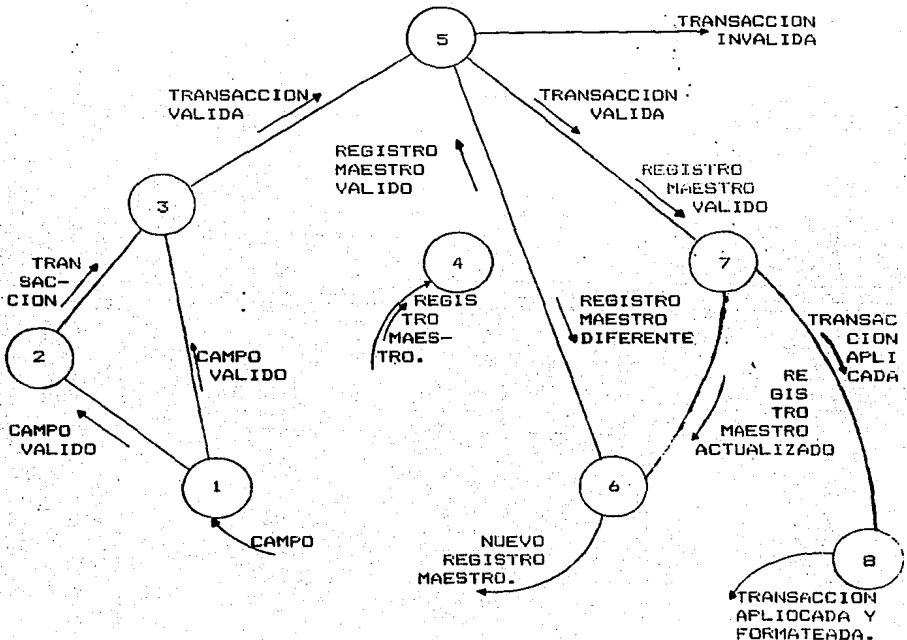 TRANSACCION
INVALIDA
5
TRANSACCION
VALIDA
TRANSACCION
VALIDA
REGISTRO
MAESTRO
VALIDO
REGISTRO
MAESTRO
VALIDO
3
4
7
TRAN
SAC-
CION
REGIS
TRO
MAES-
TRO.
REGISTRO
MAESTRO
DIFERENTE
TRANSAC
CION
APLI
CADA
2
CAMPO
VALIDO
RE
GIS
TRO
MAESTRO
ACTUALIZADO
CAMPO
VALIDO
1
6
CAMPO
NUEVO
REGISTRO
MAESTRO.
8
TRANSACCION
APLIOCADA Y
FORMATEADA.